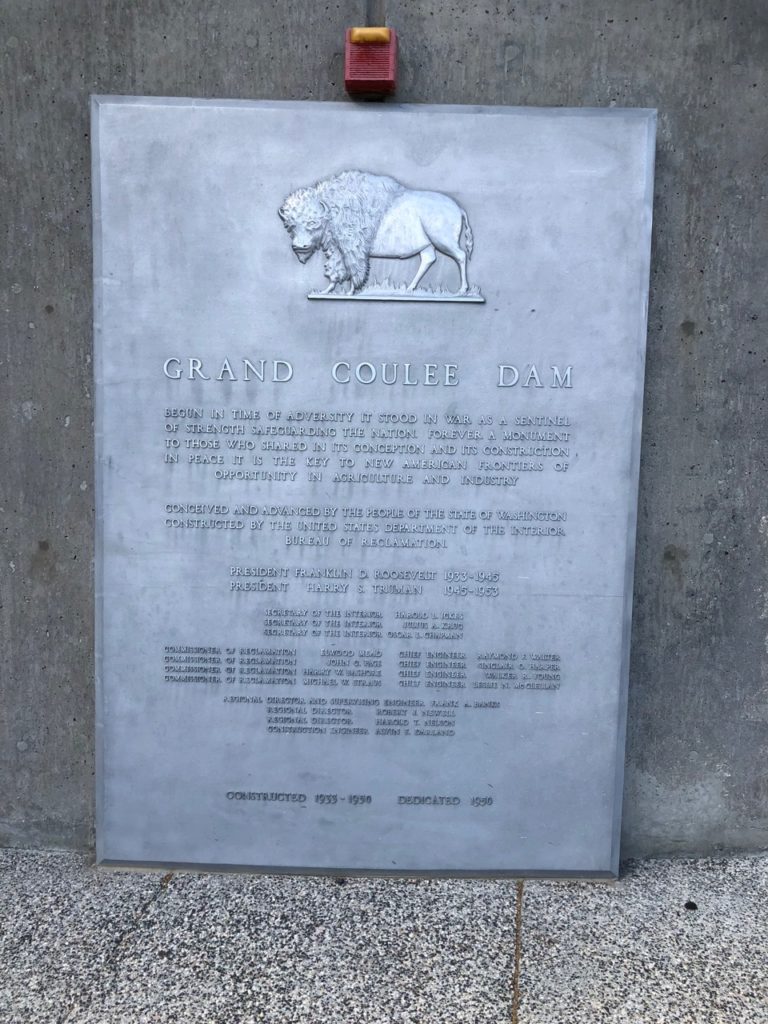 GRAND COULEE DAM
BEGUN IN TIME OF ADVERSITY IT STOOD IN WAR AS A SENTINEL
OF STRENGTH SAFEGUARDING THE NATION. FOREVER A MONUMENT
TO THOSE WHO SHARED IN ITS CONCEPTION AND ITS CONSTRUCTION
IN PEACE IT IS THE KEY TO NEW AMERICAN FRONTIERS OF
OPPORTUNITY IN AGRICULTURE AND INDUSTRY
CONCEIVED AND ADVANCED BY THE PEOPLE OF THE STATE OF WASHINGTON
CONSTRUCTED BY THE UNITED STATES DEPARTMENT OF THE INTERIOR
BUREAU OF RECLAMATION.
PRESIDENT FRANKLIN D. ROOSEVELT 1933-1945
PRESIDENT HARRY S. TRUMAN 1945-1953
SECRETARY OF THE INTERIOR HAROLD L. ICKES
SECRETARY OF THE INTERIOR JULIUS A. KRUG
SECRETARY OF THE INTERIOR OSCAR L. CHAPMAN
COMMISSIONER OF RECLAMATION ELWOOD MEAD CHIEF ENGINEER RAYMOND F. WALTER
COMMISSIONER OF RECLAMATION JOHN C. PAGE CHIEF ENGINEER SINCLAIR O. HARPER
COMMISSIONER OF RECLAMATION HARRY W. BASHORE CHIEF ENGINEER WALKER R. YOUNG
COMMISSIONER OF RECLAMATION MICHAEL W. STRAUS CHIEF ENGINEER LESLIE N. McCLELLAN
REGIONAL DIRECTOR AND SUPERVISING ENGINEER FRANK A. BANKS
REGIONAL DIRECTOR ROBERT J. NEWELL
REGIONAL DIRECTOR HAROLD T. NELSON
CONSTRUCTION ENGINEER ALVIN F. DARLAND
CONSTRUCTED 1933-1950 DEDICATED 1950